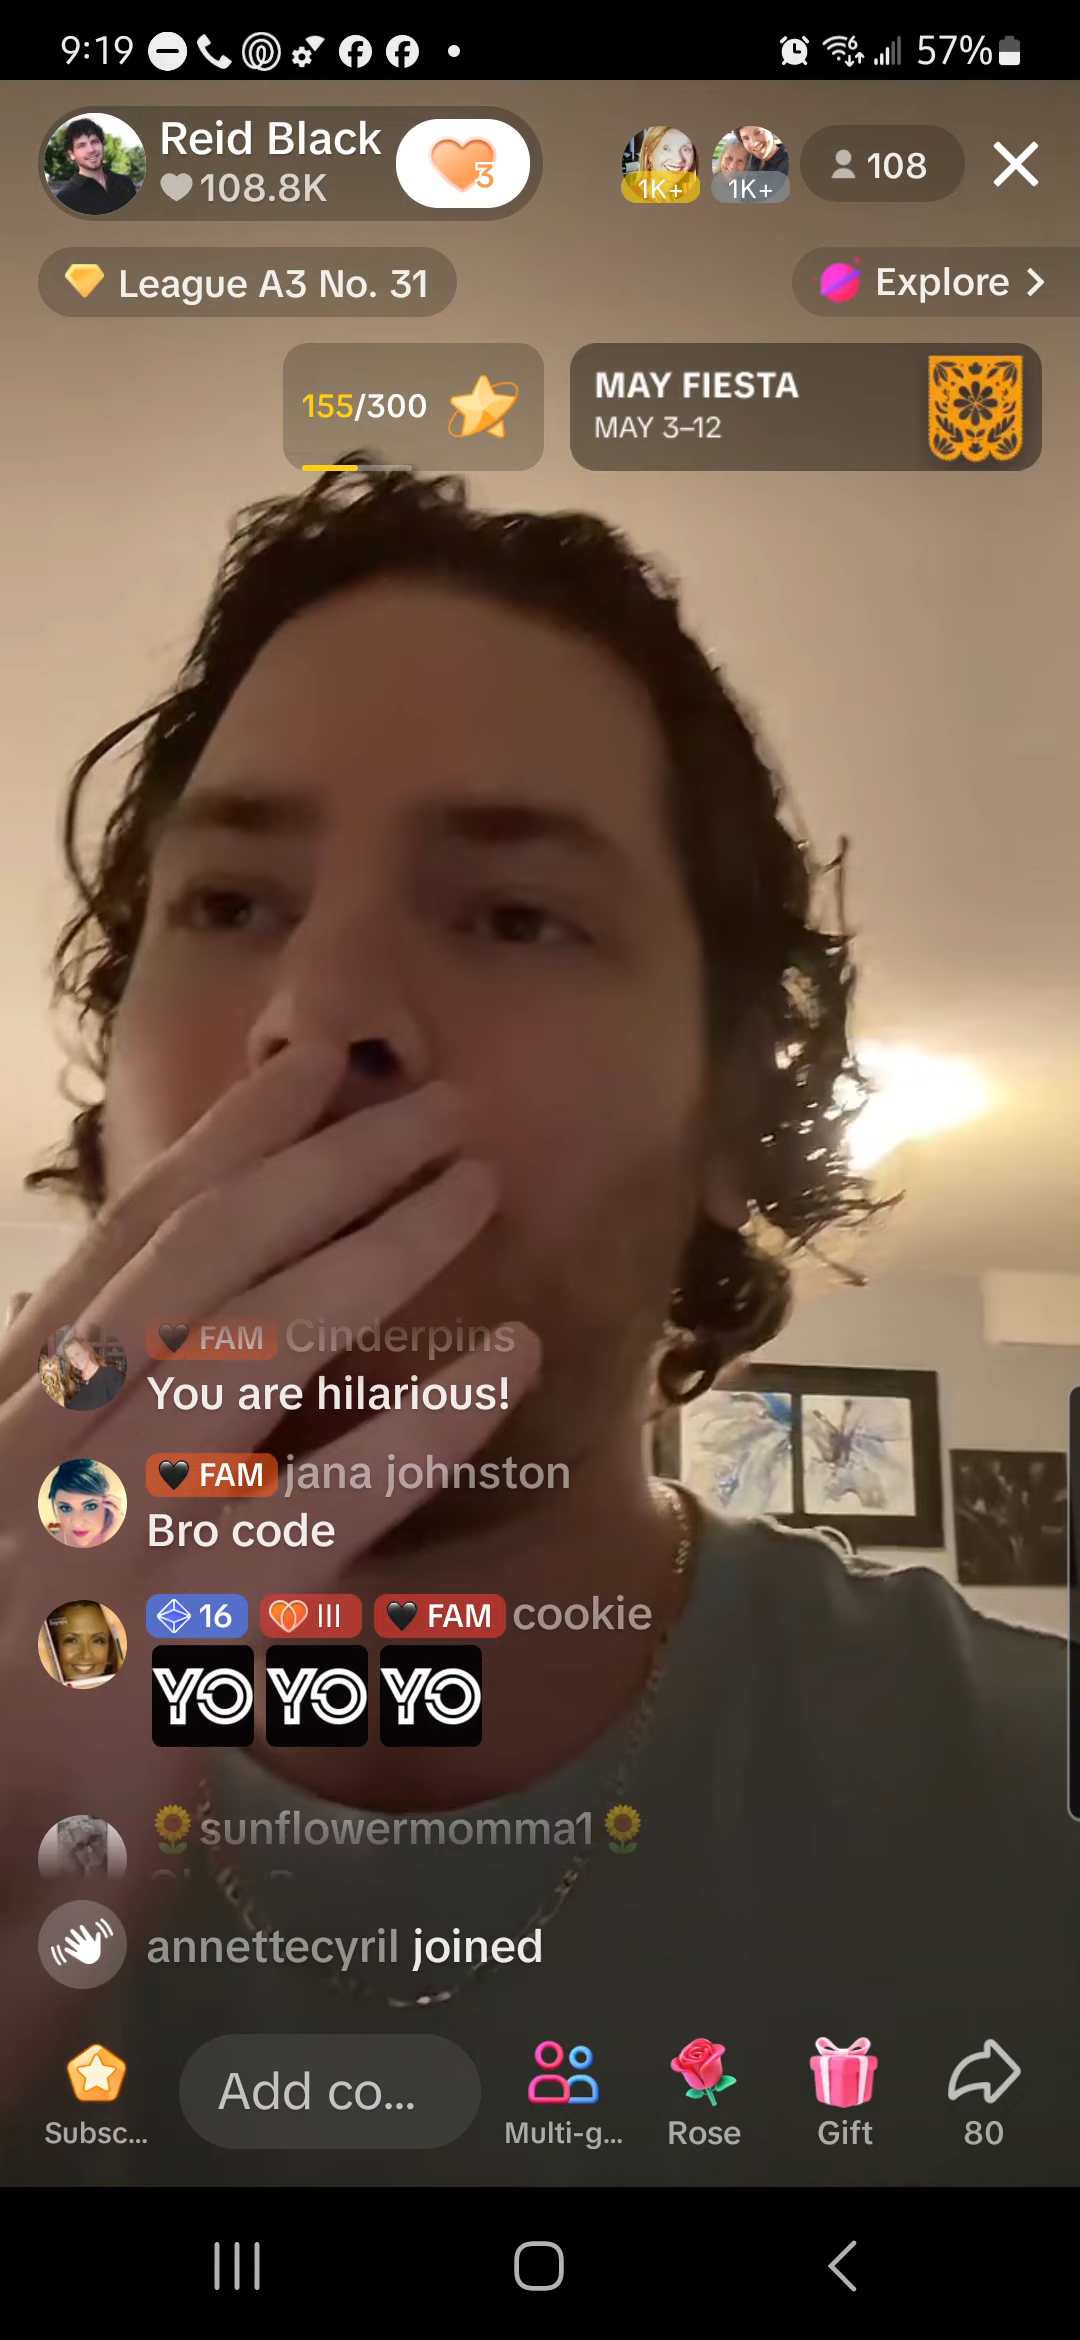 9:19
57%
Reid Black
108.8K
3
1K+
1K+
108
League A3 No. 31
Explore
155/300
MAY FIESTA
MAY 3–12
FAM Cinderpins
You are hilarious!
FAM jana johnston
Bro code
16 III FAM cookie
YO YO YO
sunflowermomma1
annettecyril joined
Subsc...
Add co...
Multi-g...
Rose
Gift
80